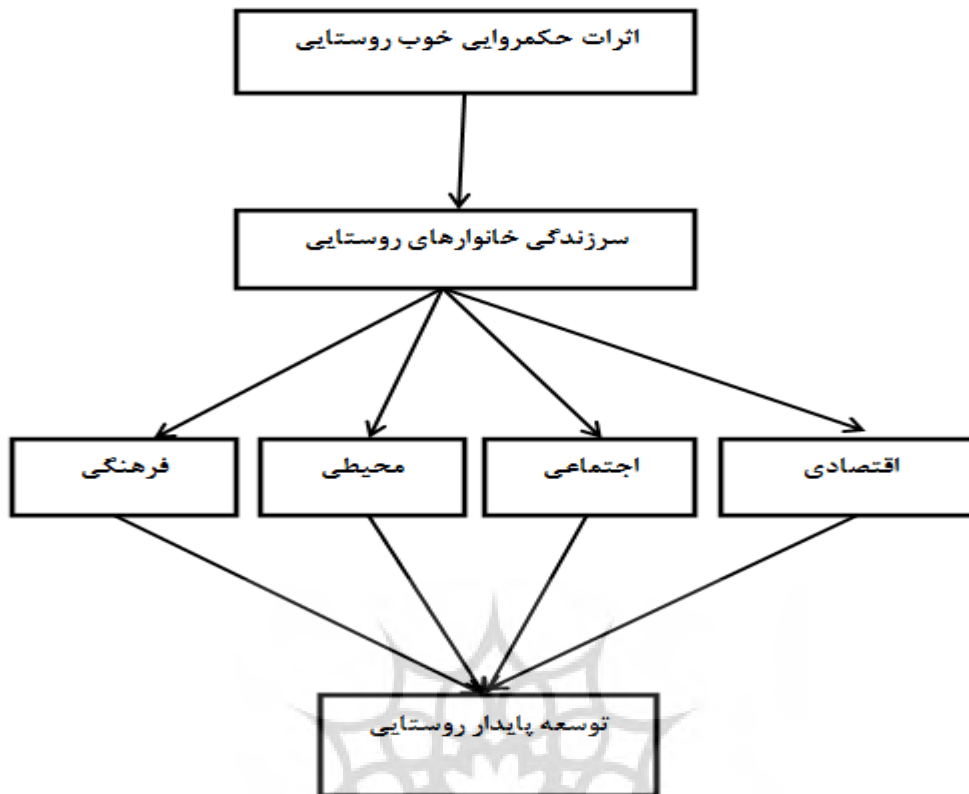 اثرات حکمروایی خوب روستایی
سرزندگی خانوارهای روستایی
اقتصادی
اجتماعی
محیطی
فرهنگی
توسعه پایدار روستایی